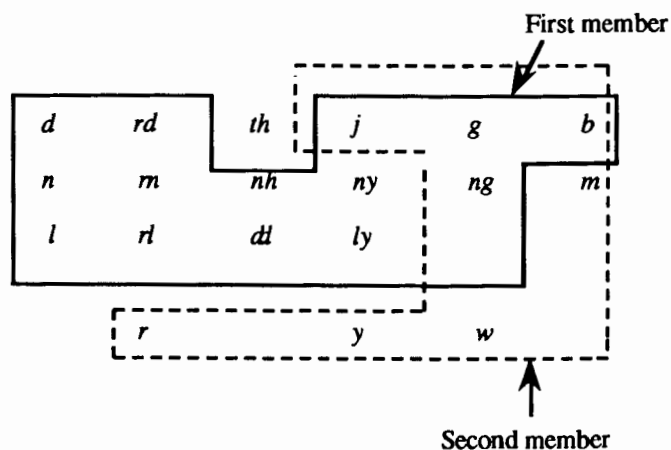 First member
d rd th j g b
n rn nh ny ng m
l rl dl ly
r y w
Second member